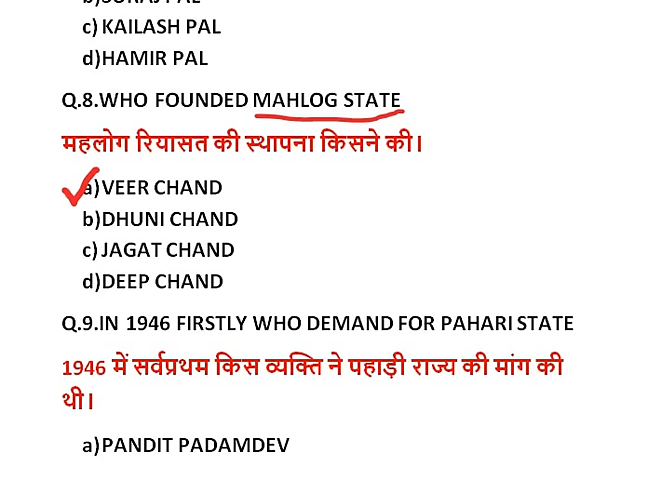 c) KAILASH PAL
d)HAMIR PAL
Q.8.WHO FOUNDED MAHLOG STATE
महलोग रियासत की स्थापना किसने की।
a)VEER CHAND
b)DHUNI CHAND
c) JAGAT CHAND
d)DEEP CHAND
Q.9.IN 1946 FIRSTLY WHO DEMAND FOR PAHARI STATE
1946 में सर्वप्रथम किस व्यक्ति ने पहाड़ी राज्य की मांग की
थी।
a)PANDIT PADAMDEV